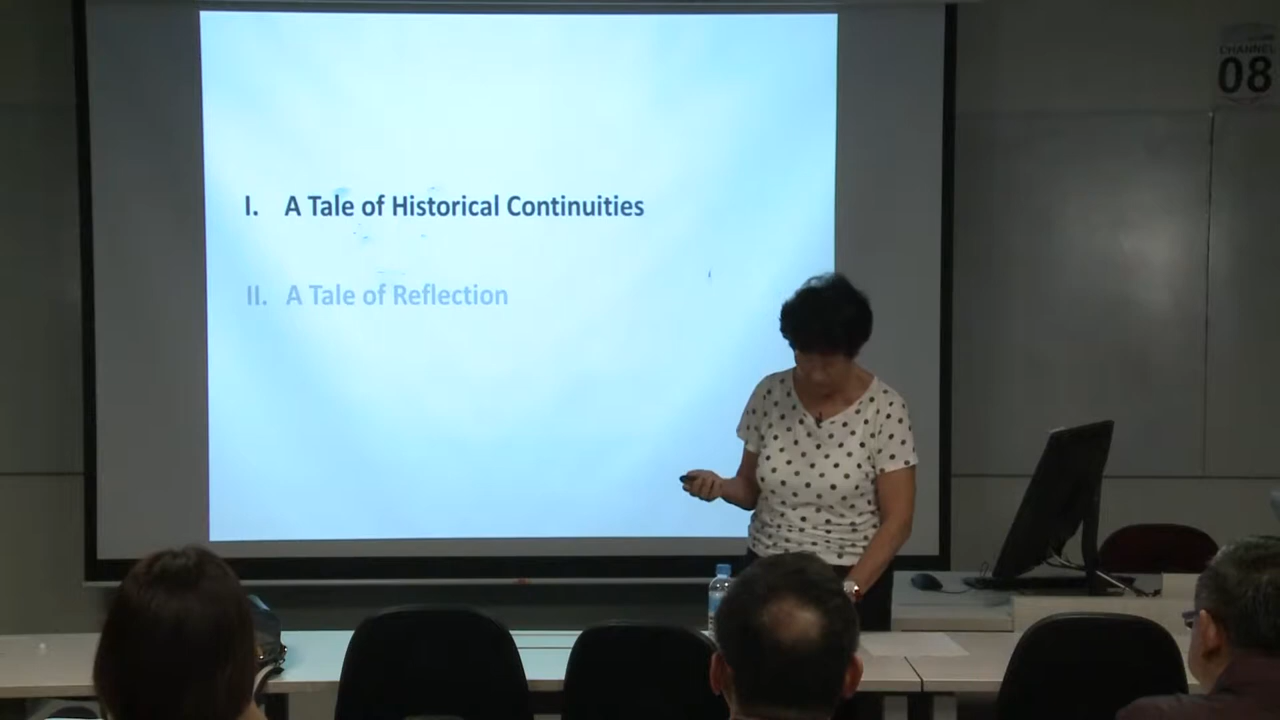 I. A Tale of Historical Continuities
II. A Tale of Reflection
CHANNEL
08